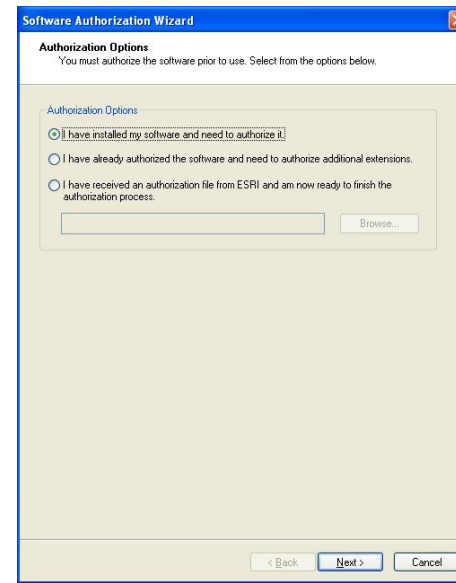 Software Authorization Wizard
Authorization Options
You must authorize the software prior to use. Select from the options below.
Authorization Options
I have installed my software and need to authorize it.
I have already authorized the software and need to authorize additional extensions.
I have received an authorization file from ESRI and am now ready to finish the
authorization process.
Browse...
< Back
Next >
Cancel